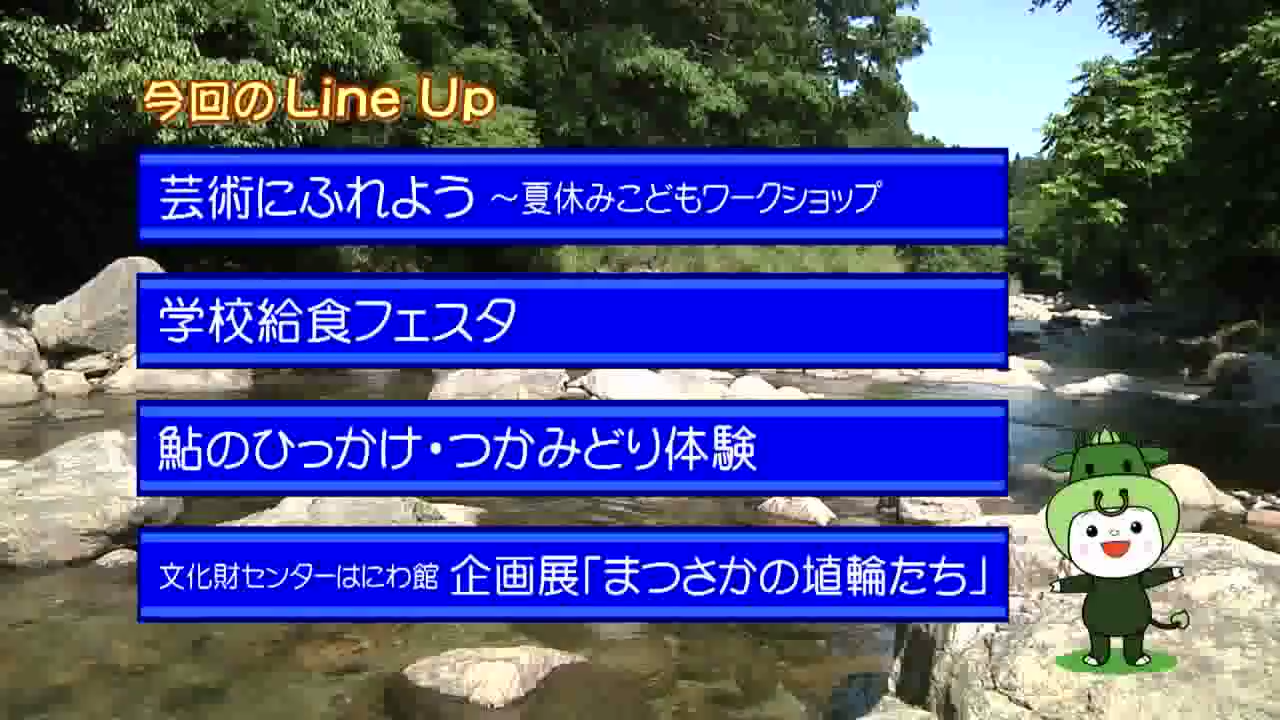 今回のLine Up
芸術にふれよう ～夏休みこどもワークショップ
学校給食フェスタ
鮎のひっかけ・つかみどり体験
文化財センターはにわ館 企画展「まつさかの埴輪たち」